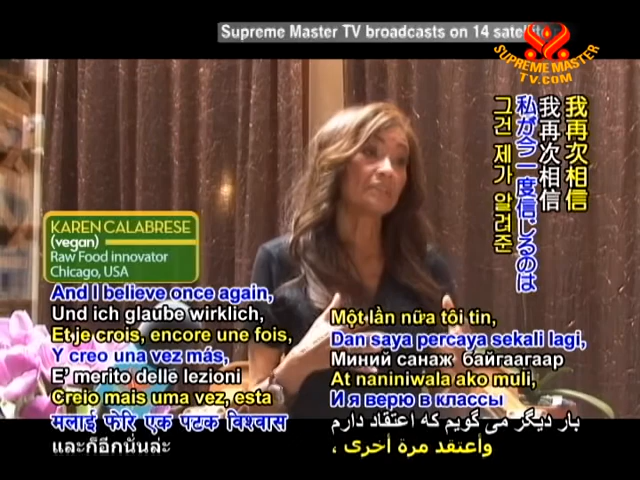 Supreme Master TV broadcasts on 14
SUPREME MASTER
TV.COM
我再次相信
我再次相信
私が今一度信じるのは
그건 제가 알려준
KAREN CALABRESE
(vegan)
Raw Food innovator
Chicago, USA
And I believe once again,
Und ich glaube wirklich,
Et je crois, encore une fois,
Y creo una vez más,
E' merito delle lezioni
Creio mais uma vez, esta
मलाई फेरि एक पटक विश्वास
และก็อีกนั่นล่ะ
Một lần nữa tôi tin,
Dan saya percaya sekali lagi,
Миний санаж байгаагаар
At naniniwala ako muli,
И я верю в классы
بار دیگر می گویم که اعتقاد دارم
وأعتقد مرة أخرى ،